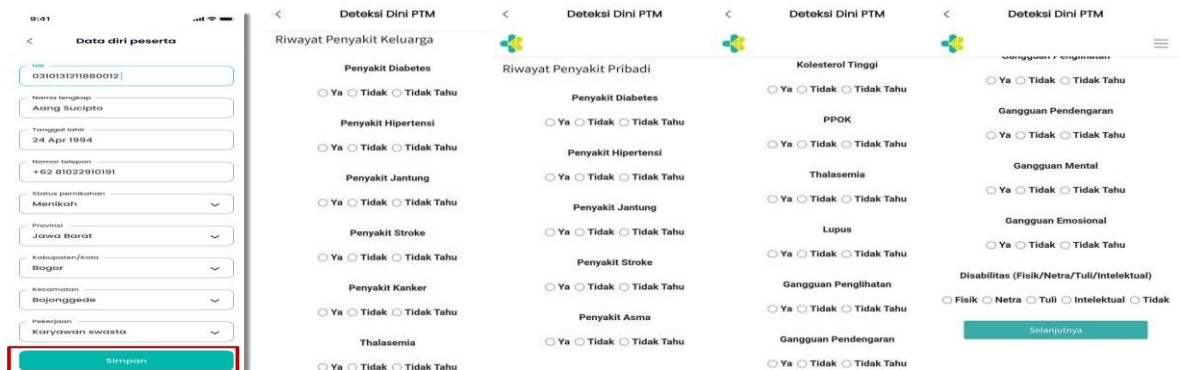 9:41
Data diri peserta
NIK
0310131211880012
Nama lengkap
Aang Sucipto
Tanggal lahir
24 Apr 1994
Nomor telepon
+62 81022910191
Status pernikahan
Menikah
Provinsi
Jawa Barat
Kabupaten/Kota
Bogor
Kecamatan
Bojonggede
Pekerjaan
Karyawan swasta
Simpan
Deteksi Dini PTM
Riwayat Penyakit Keluarga
Penyakit Diabetes
Ya Tidak Tidak Tahu
Penyakit Hipertensi
Ya Tidak Tidak Tahu
Penyakit Jantung
Ya Tidak Tidak Tahu
Penyakit Stroke
Ya Tidak Tidak Tahu
Penyakit Kanker
Ya Tidak Tidak Tahu
Thalasemia
Ya Tidak Tidak Tahu
Deteksi Dini PTM
Riwayat Penyakit Pribadi
Penyakit Diabetes
Ya Tidak Tidak Tahu
Penyakit Hipertensi
Ya Tidak Tidak Tahu
Penyakit Jantung
Ya Tidak Tidak Tahu
Penyakit Stroke
Ya Tidak Tidak Tahu
Penyakit Asma
Ya Tidak Tidak Tahu
Deteksi Dini PTM
Kolesterol Tinggi
Ya Tidak Tidak Tahu
PPOK
Ya Tidak Tidak Tahu
Thalasemia
Ya Tidak Tidak Tahu
Lupus
Ya Tidak Tidak Tahu
Gangguan Penglihatan
Ya Tidak Tidak Tahu
Gangguan Pendengaran
Ya Tidak Tidak Tahu
Deteksi Dini PTM
Gangguan Penglihatan
Ya Tidak Tidak Tahu
Gangguan Pendengaran
Ya Tidak Tidak Tahu
Gangguan Mental
Ya Tidak Tidak Tahu
Gangguan Emosional
Ya Tidak Tidak Tahu
Disabilitas (Fisik/Netra/Tuli/Intelektual)
Fisik Netra Tuli Intelektual Tidak
Selanjutnya